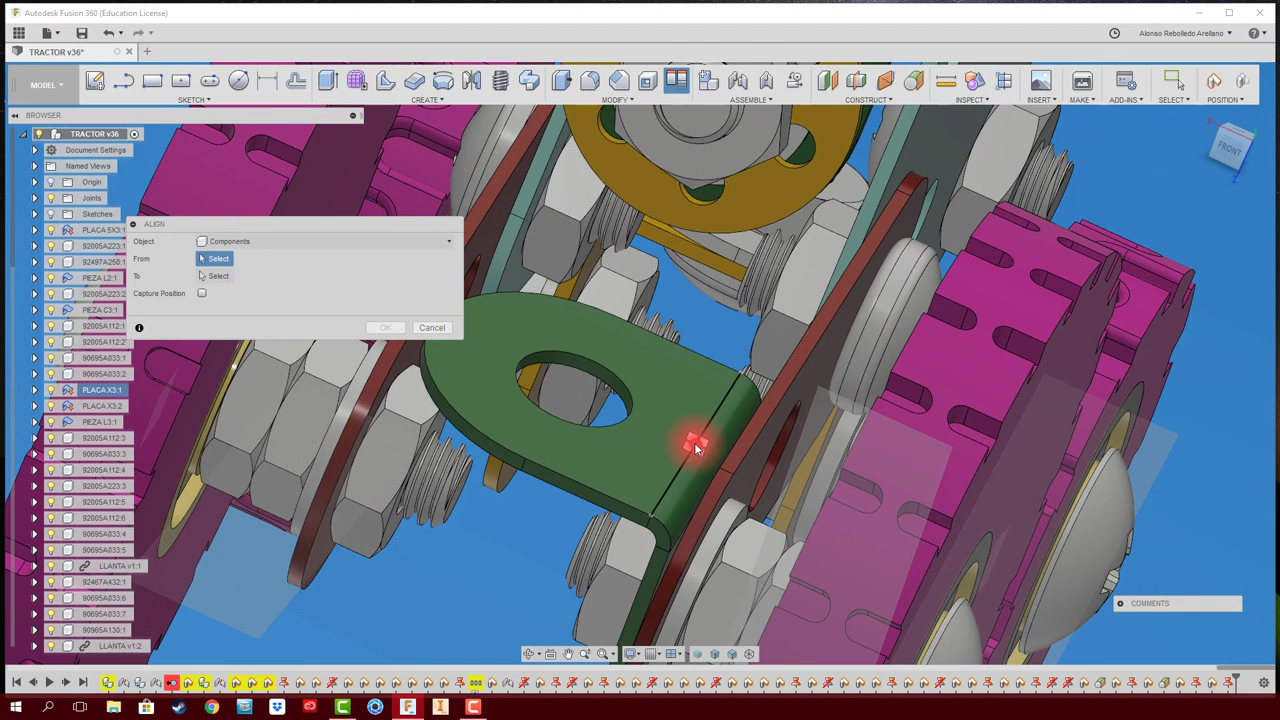 Autodesk Fusion 360 (Education License)
Alonso Rebolledo Arellano
TRACTOR v36*
MODEL
SKETCH
CREATE
MODIFY
ASSEMBLE
CONSTRUCT
INSPECT
INSERT
MAKE
ADD-INS
SELECT
POSITION
BROWSER
TRACTOR v36
Document Settings
Named Views
Origin
Joints
Sketches
PLACA 5X3:1
92005A223:1
92497A250:1
PIEZA L2:1
92005A223:2
PIEZA C3:1
92005A112:1
92005A112:2
90695A033:1
90695A033:2
PLACA X3:1
PLACA X3:2
PIEZA L3:1
92005A112:3
90695A033:3
92005A112:4
92005A223:3
92005A112:5
92005A112:6
90695A033:4
90695A033:5
LLANTA v1:1
92467A432:1
90695A033:6
90695A033:7
90965A130:1
LLANTA v1:2
ALIGN
Object Components
From Select
To Select
Capture Position
OK Cancel
FRONT
COMMENTS